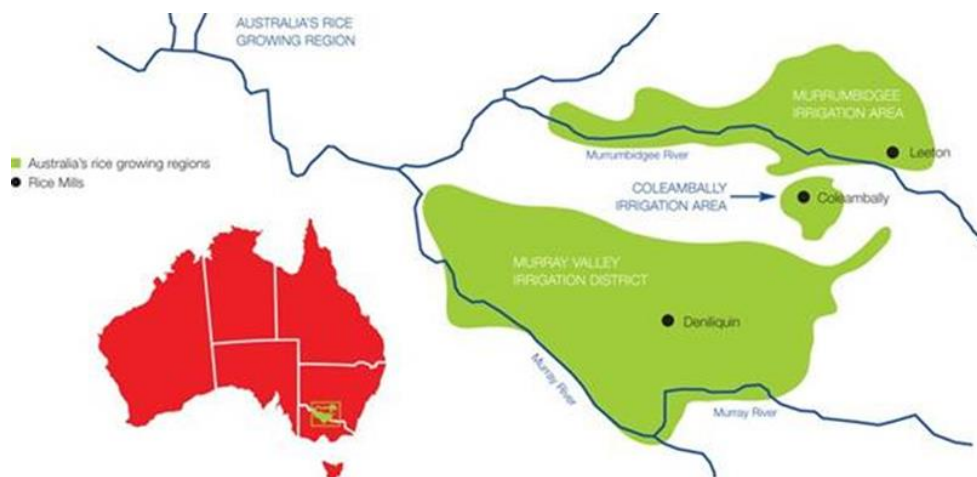 AUSTRALIA'S RICE
GROWING REGION
Australia's rice growing regions
Rice Mills
MURRUMBIDGEE
IRRIGATION AREA
Murrumbidgee River
Leeton
COLEAMBALLY
IRRIGATION AREA
Coleambally
MURRAY VALLEY
IRRIGATION DISTRICT
Deniliquin
Murray River
Murray River